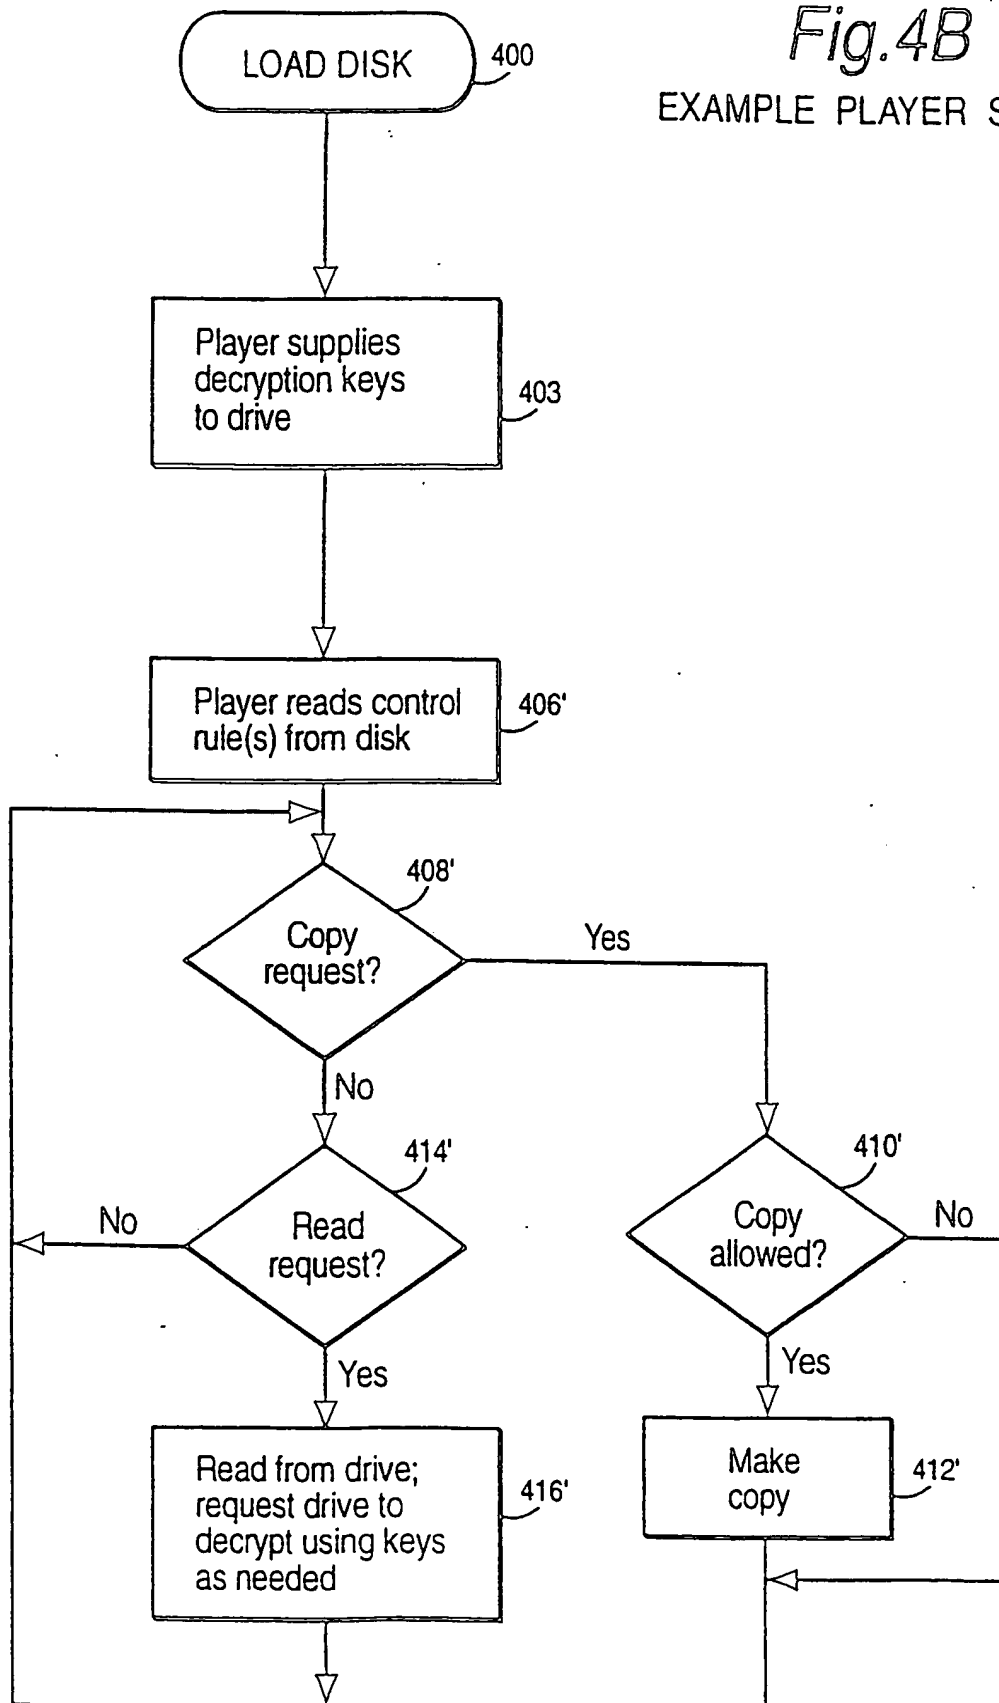 Fig.4B
EXAMPLE PLAYER S
LOAD DISK
400
Player supplies
decryption keys
to drive
403
Player reads control
rule(s) from disk
406'
Copy
request?
408'
Yes
No
Read
request?
414'
No
Yes
Copy
allowed?
410'
No
Yes
Read from drive;
request drive to
decrypt using keys
as needed
416'
Make
copy
412'